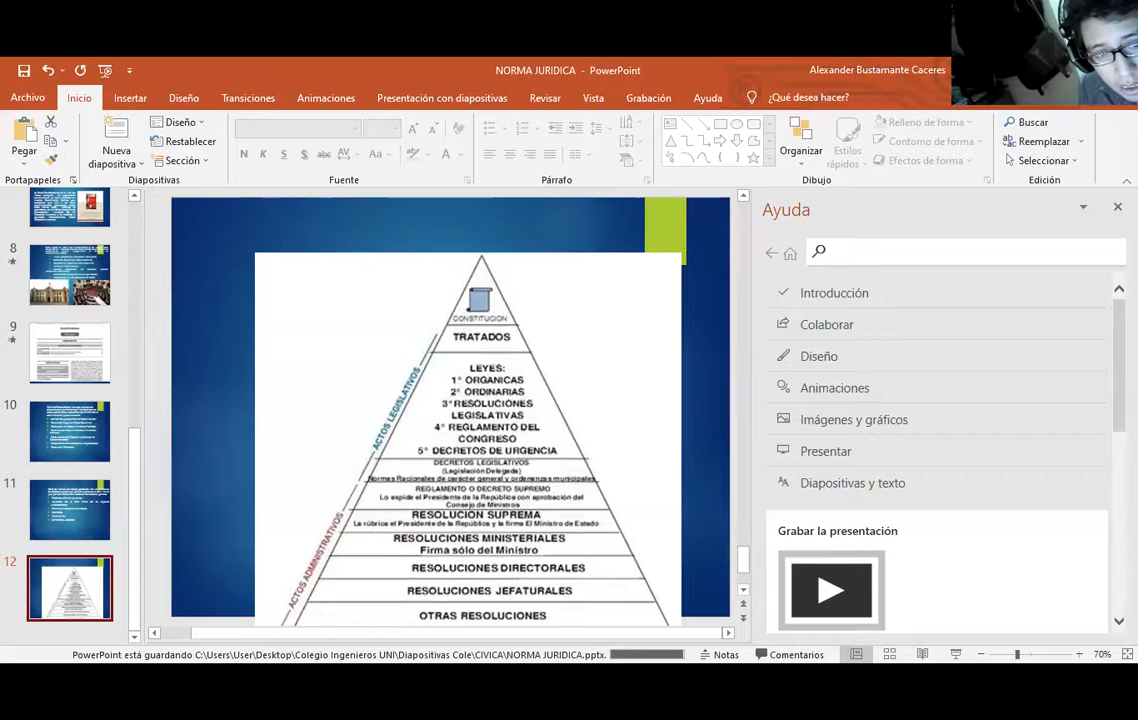 NORMA JURIDICA - PowerPoint
Alexander Bustamante Caceres
Archivo Inicio Insertar Diseño Transiciones Animaciones Presentación con diapositivas Revisar Vista Grabación Ayuda ¿Qué desea hacer?
Diseño
Restablecer
Sección
Pegar
Nueva
diapositiva
N K S S abc AV Aa A
Organizar
Estilos
rápidos
Relleno de forma
Contorno de forma
Efectos de forma
Buscar
Reemplazar
Seleccionar
Portapapeles Diapositivas Fuente Párrafo Dibujo Edición
8
9
10
11
12
CONSTITUCION
TRATADOS
LEYES:
1° ORGANICAS
2° ORDINARIAS
3°RESOLUCIONES
LEGISLATIVAS
4° REGLAMENTO DEL
CONGRESO
5° DECRETOS DE URGENCIA
DECRETOS LEGISLATIVOS
(Legislación Delegada)
Normas Racionales de carácter general y ordenanzas municipales
REGLAMENTO O DECRETO SUPREMO
Lo expide el Presidente de la República con aprobación del
Consejo de Ministros
RESOLUCIÓN SUPREMA
La rúbrica el Presidente de la República y la firma El Ministro de Estado
RESOLUCIONES MINISTERIALES
Firma sólo del Ministro
RESOLUCIONES DIRECTORALES
RESOLUCIONES JEFATURALES
OTRAS RESOLUCIONES
ACTOS LEGISLATIVOS
ACTOS ADMINISTRATIVOS
Ayuda
Introducción
Colaborar
Diseño
Animaciones
Imágenes y gráficos
Presentar
Diapositivas y texto
Grabar la presentación
PowerPoint está guardando C:\Users\User\Desktop\Colegio Ingenieros UNI\Diapositivas Cole\CIVICA\NORMA JURIDICA.pptx. Notas Comentarios 70%